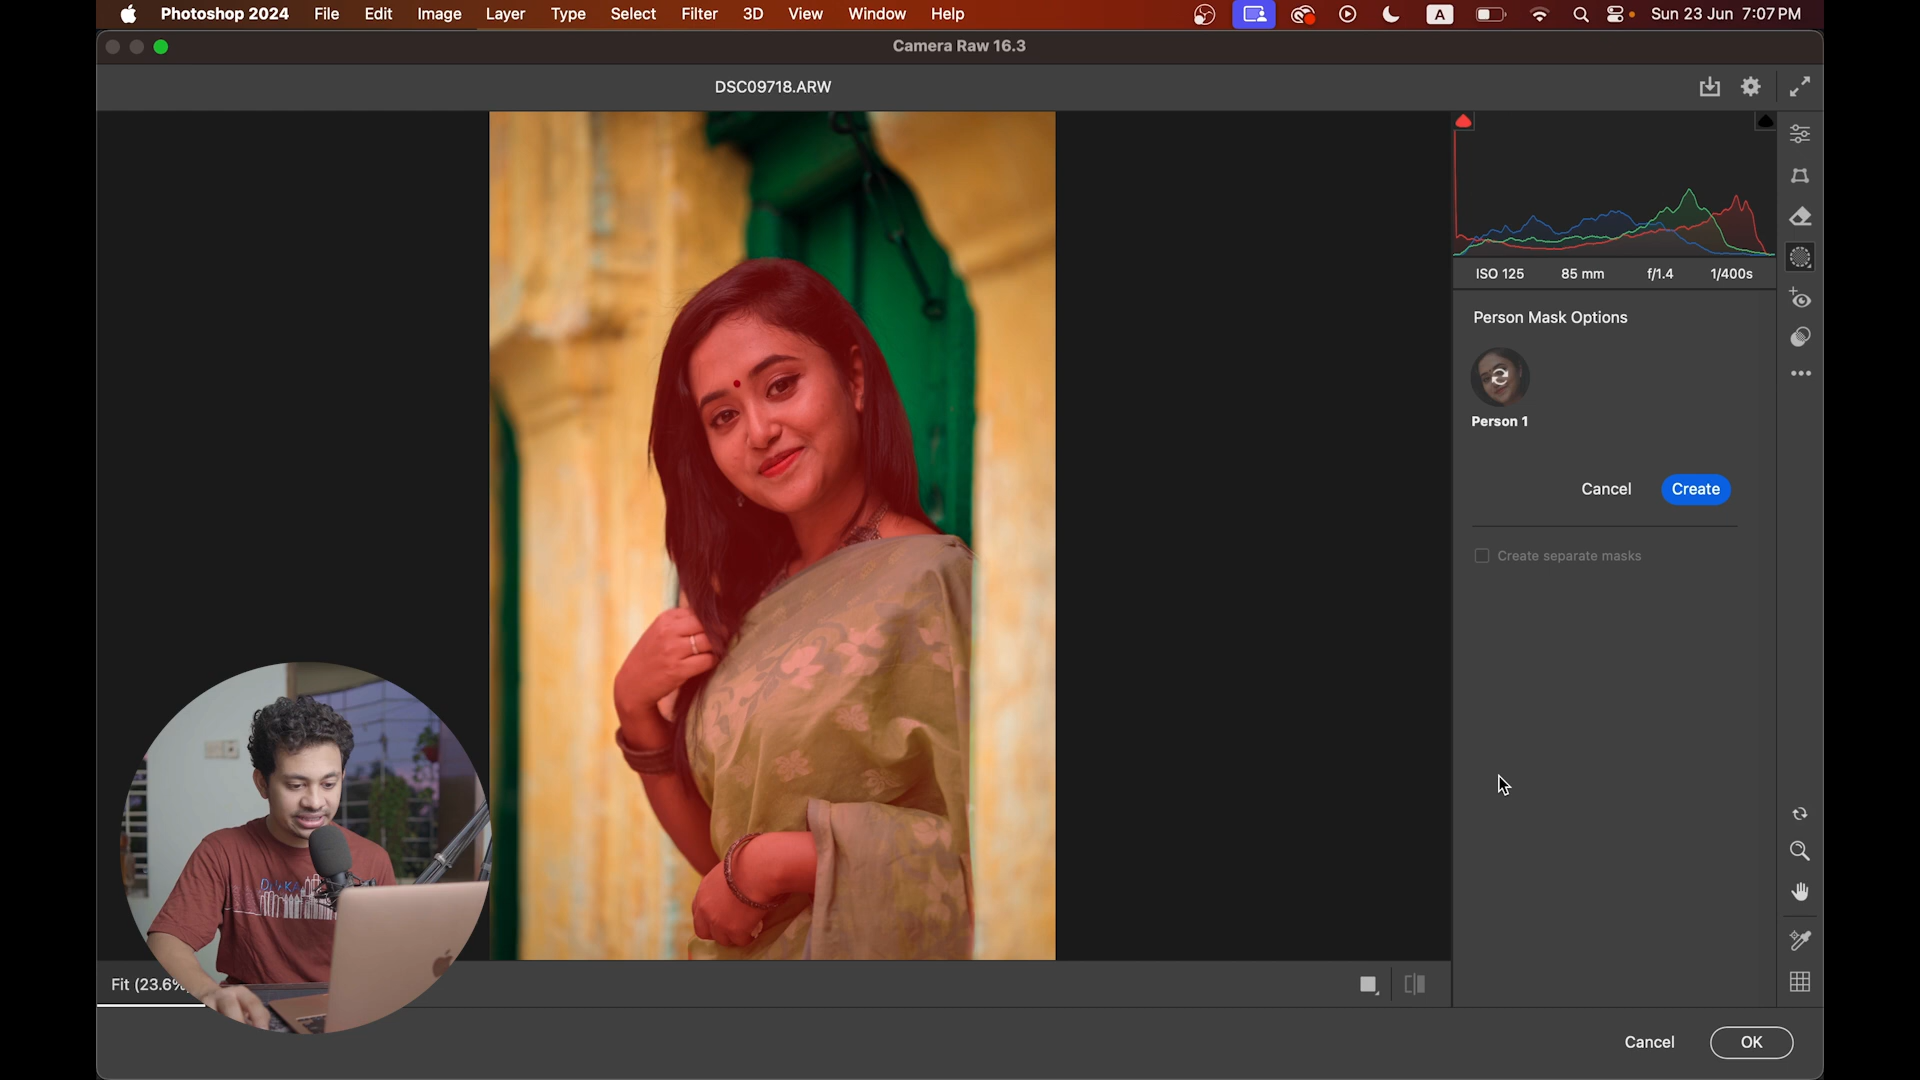 Photoshop 2024 File Edit Image Layer Type Select Filter 3D View Window Help A Sun 23 Jun 7:07 PM
Camera Raw 16.3
DSC09718.ARW
ISO 125 85 mm f/1.4 1/400s
Person Mask Options
Person 1
Cancel Create
Create separate masks
Fit (23.6%
Cancel OK